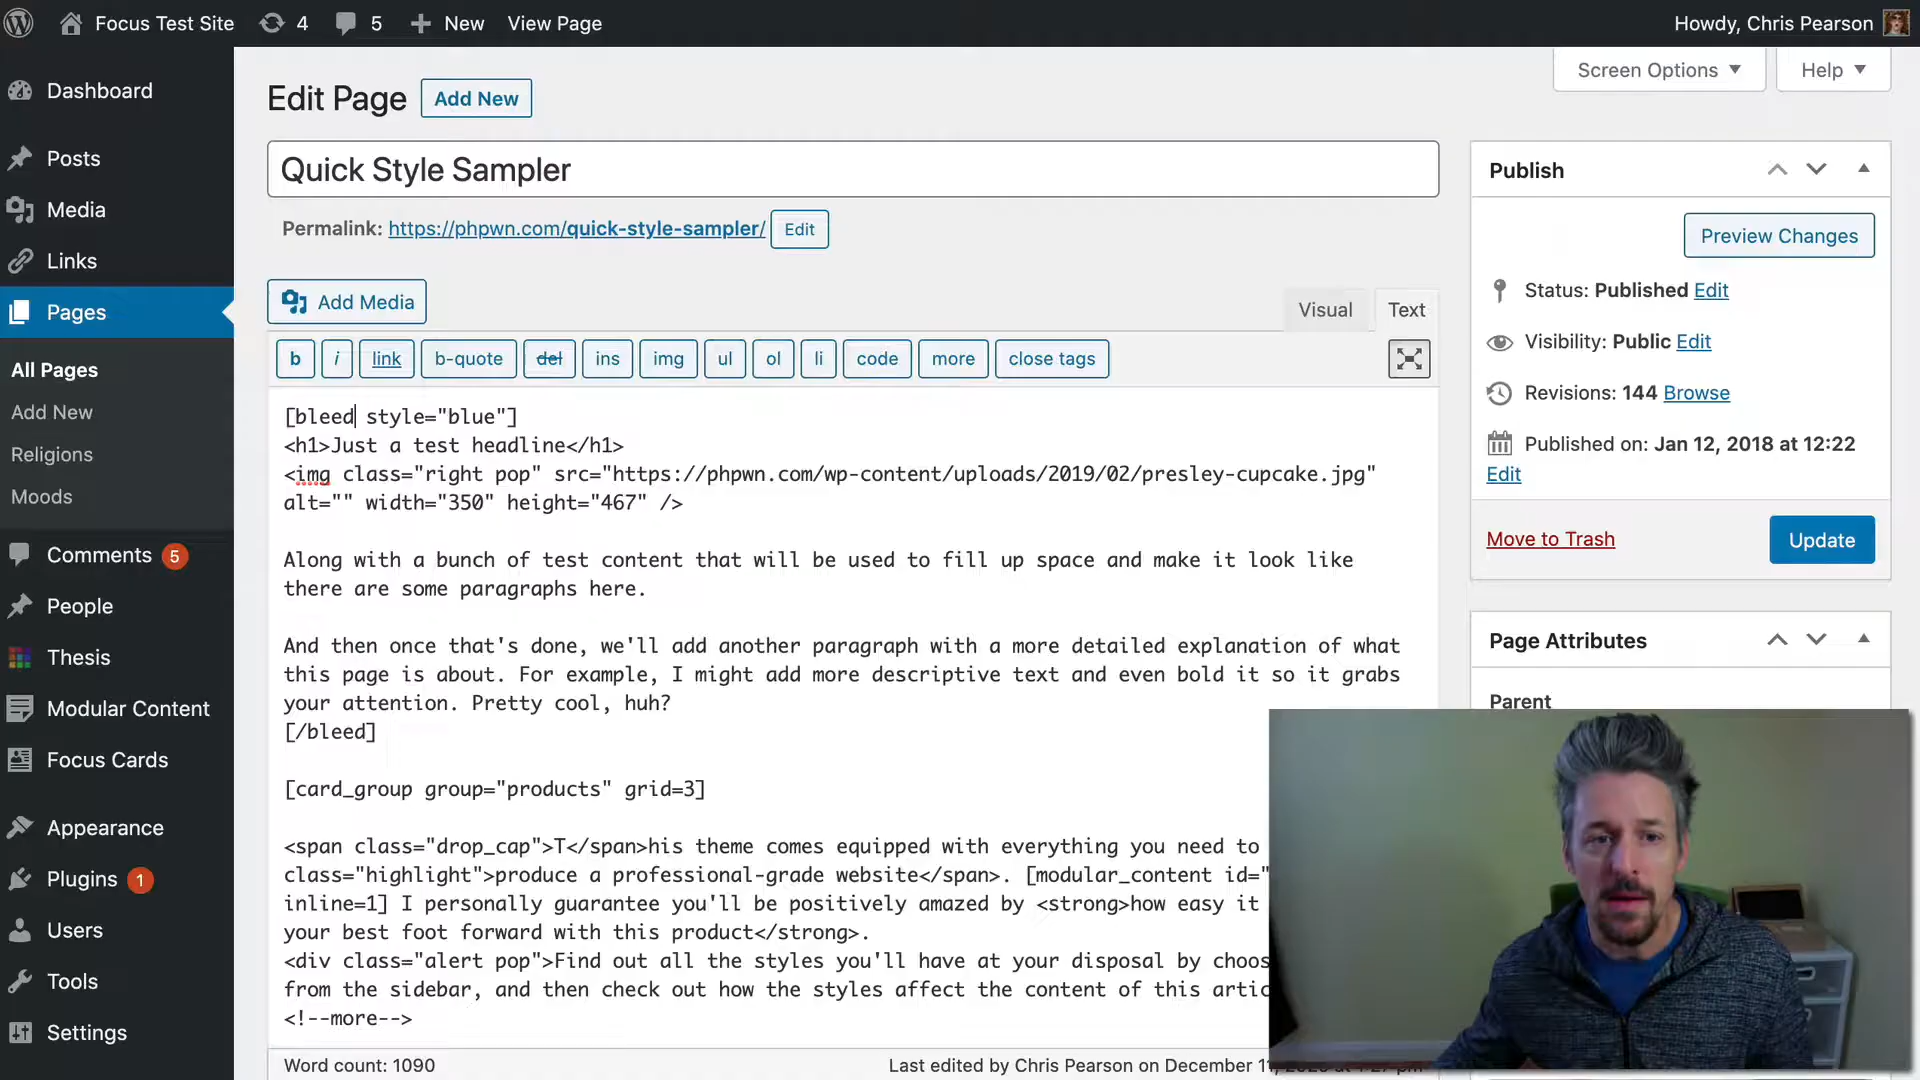 Focus Test Site 4 5 New View Page Howdy, Chris Pearson
Screen Options Help
Dashboard
Posts
Media
Links
Pages
All Pages
Add New
Religions
Moods
Comments 5
People
Thesis
Modular Content
Focus Cards
Appearance
Plugins 1
Users
Tools
Settings
Edit Page Add New
Quick Style Sampler
Permalink: https://phpwn.com/quick-style-sampler/ Edit
Add Media
Visual Text
b i link b-quote del ins img ul ol li code more close tags
[bleed style="blue"]
<h1>Just a test headline</h1>
<img class="right pop" src="https://phpwn.com/wp-content/uploads/2019/02/presley-cupcake.jpg"
alt="" width="350" height="467" />
Along with a bunch of test content that will be used to fill up space and make it look like
there are some paragraphs here.
And then once that's done, we'll add another paragraph with a more detailed explanation of what
this page is about. For example, I might add more descriptive text and even bold it so it grabs
your attention. Pretty cool, huh?
[/bleed]
[card_group group="products" grid=3]
<span class="drop_cap">T</span>his theme comes equipped with everything you need to
class="highlight">produce a professional-grade website</span>. [modular_content id="
inline=1] I personally guarantee you'll be positively amazed by <strong>how easy it
your best foot forward with this product</strong>.
<div class="alert pop">Find out all the styles you'll have at your disposal by
from the sidebar, and then check out how the styles affect the content of this
<!--more-->
Word count: 1090
Last edited by Chris Pearson on December
Publish
Preview Changes
Status: Published Edit
Visibility: Public Edit
Revisions: 144 Browse
Published on: Jan 12, 2018 at 12:22
Edit
Move to Trash Update
Page Attributes
Parent